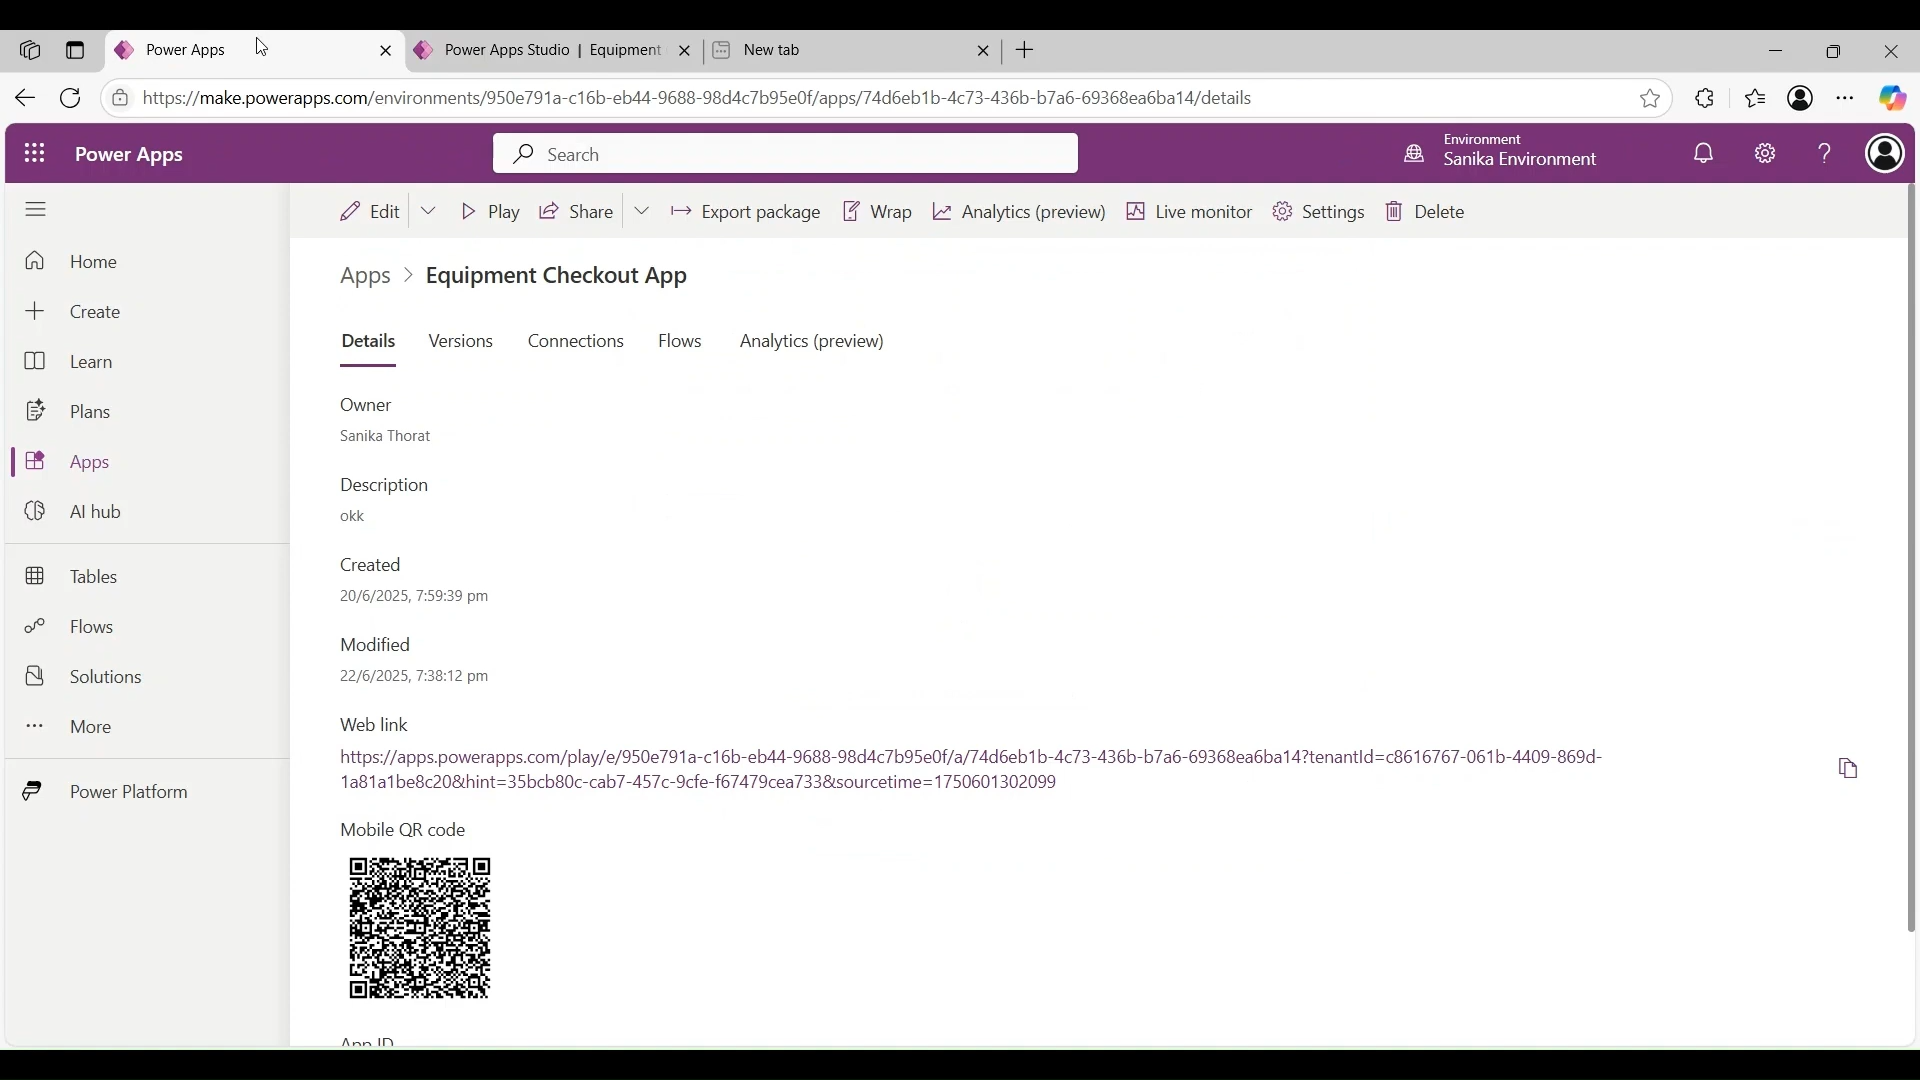 Power Apps
Power Apps Studio | Equipment
New tab
https://make.powerapps.com/environments/950e791a-c16b-eb44-9688-98d4c7b95e0f/apps/74d6eb1b-4c73-436b-b7a6-69368ea6ba14/details
Power Apps
Search
Environment
Sanika Environment
Edit
Play
Share
Export package
Wrap
Analytics (preview)
Live monitor
Settings
Delete
Home
Create
Learn
Plans
Apps
AI hub
Tables
Flows
Solutions
More
Power Platform
Apps > Equipment Checkout App
Details
Versions
Connections
Flows
Analytics (preview)
Owner
Sanika Thorat
Description
okk
Created
20/6/2025, 7:59:39 pm
Modified
22/6/2025, 7:38:12 pm
Web link
https://apps.powerapps.com/play/e/950e791a-c16b-eb44-9688-98d4c7b95e0f/a/74d6eb1b-4c73-436b-b7a6-69368ea6ba14?tenantId=c8616767-061b-4409-869d-
1a81a1be8c20&hint=35bcb80c-cab7-457c-9cfe-f67479cea733&sourcetime=1750601302099
Mobile QR code
App ID